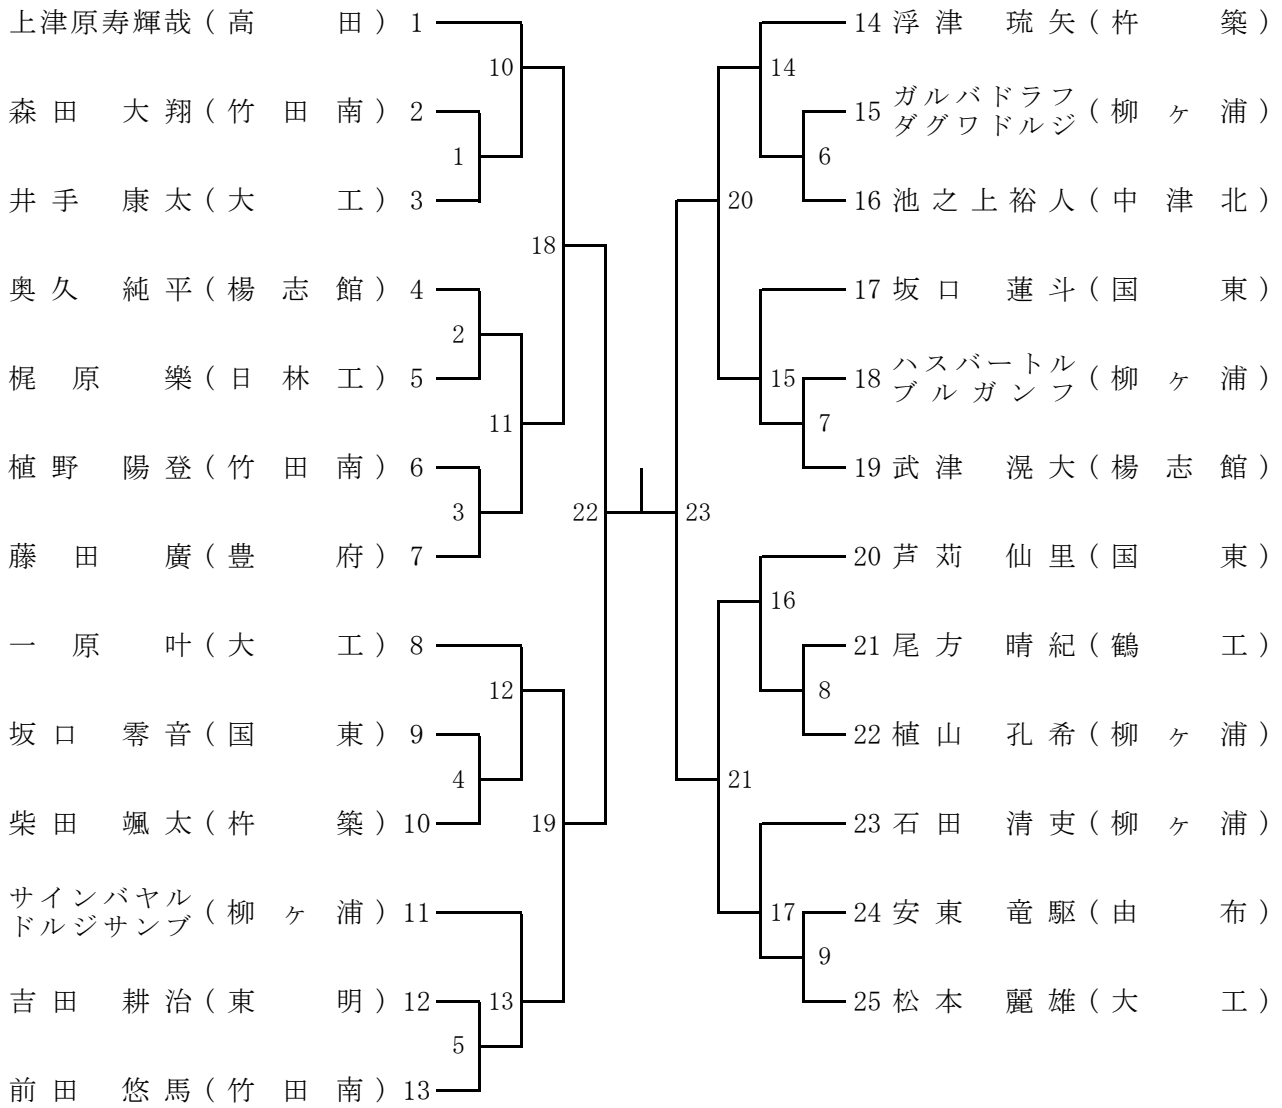 上津原寿輝哉（高田）1
森田 大翔（竹田南）2
井手 康太（大工）3
奥久 純平（楊志館）4
梶原 樂（日林工）5
植野 陽登（竹田南）6
藤田 廣（豊府）7
一原 叶（大工）8
坂口 零音（国東）9
柴田 颯太（杵築）10
サインバヤル
ドルジサンブ（柳ヶ浦）11
吉田 耕治（東明）12
前田 悠馬（竹田南）13
10
1
18
2
11
3
22
12
4
19
13
5
14
6
20
15
7
23
16
8
21
17
9
14 浮津 琉矢（杵築）
15 ガルバドラフ
ダグワドルジ（柳ヶ浦）
16 池之上裕人（中津北）
17 坂口 蓮斗（国東）
18 ハスバートル
ブルガンフ（柳ヶ浦）
19 武津 滉大（楊志館）
20 芦苅 仙里（国東）
21 尾方 晴紀（鶴工）
22 植山 孔希（柳ヶ浦）
23 石田 清吏（柳ヶ浦）
24 安東 竜駆（由布）
25 松本 麗雄（大工）